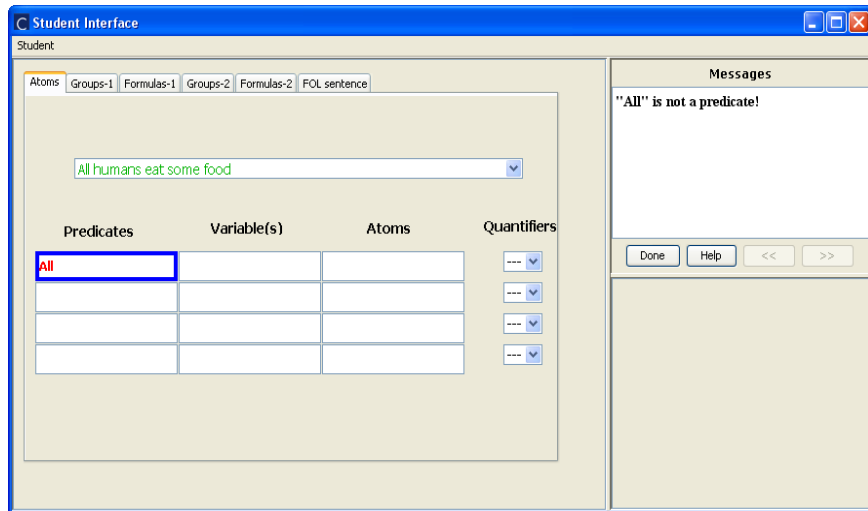 Student Interface
Student
Atoms Groups-1 Formulas-1 Groups-2 Formulas-2 FOL sentence
All humans eat some food
Predicates Variable(s) Atoms Quantifiers
All ---
---
---
---
Messages
"All" is not a predicate!
Done Help << >>